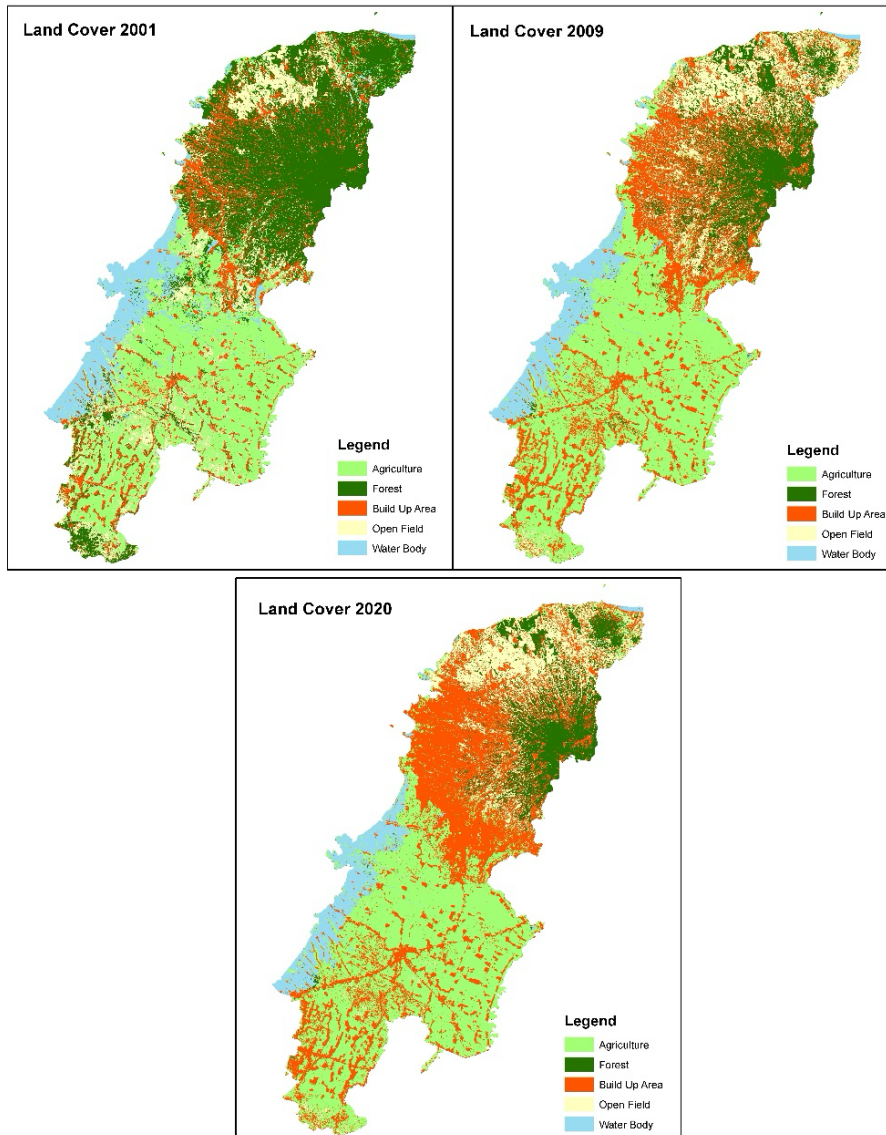 Land Cover 2001
Legend
Agriculture
Forest
Build Up Area
Open Field
Water Body
Land Cover 2009
Legend
Agriculture
Forest
Build Up Area
Open Field
Water Body
Land Cover 2020
Legend
Agriculture
Forest
Build Up Area
Open Field
Water Body